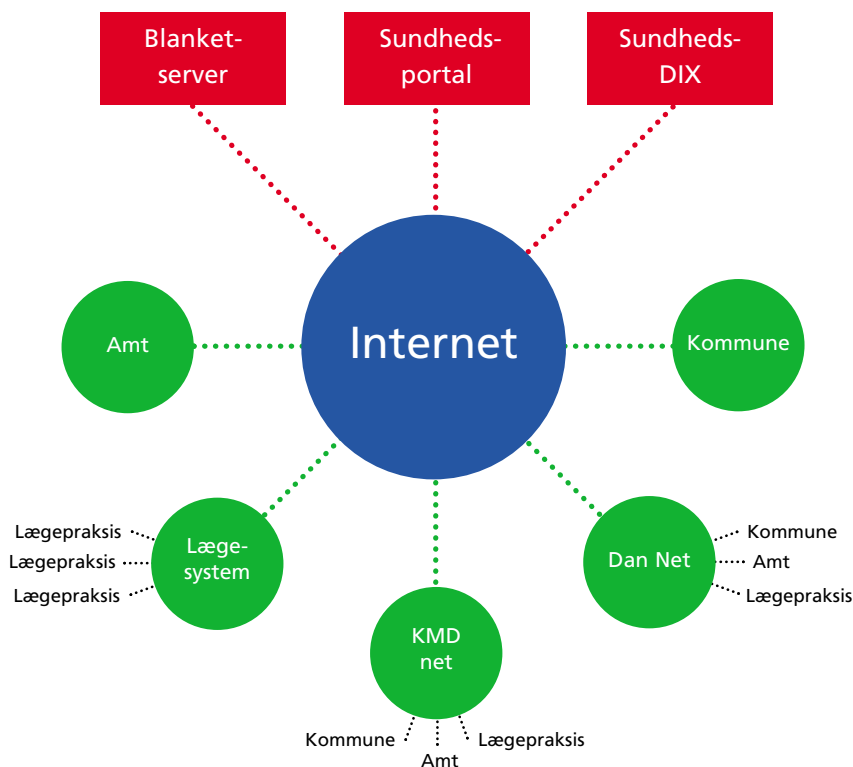 Blanket-
server
Sundheds-
portal
Sundheds-
DIX
Internet
Amt
Kommune
Læge-
system
Lægepraksis
Lægepraksis
Lægepraksis
Dan Net
Kommune
Amt
Lægepraksis
KMD
net
Kommune
Amt
Lægepraksis